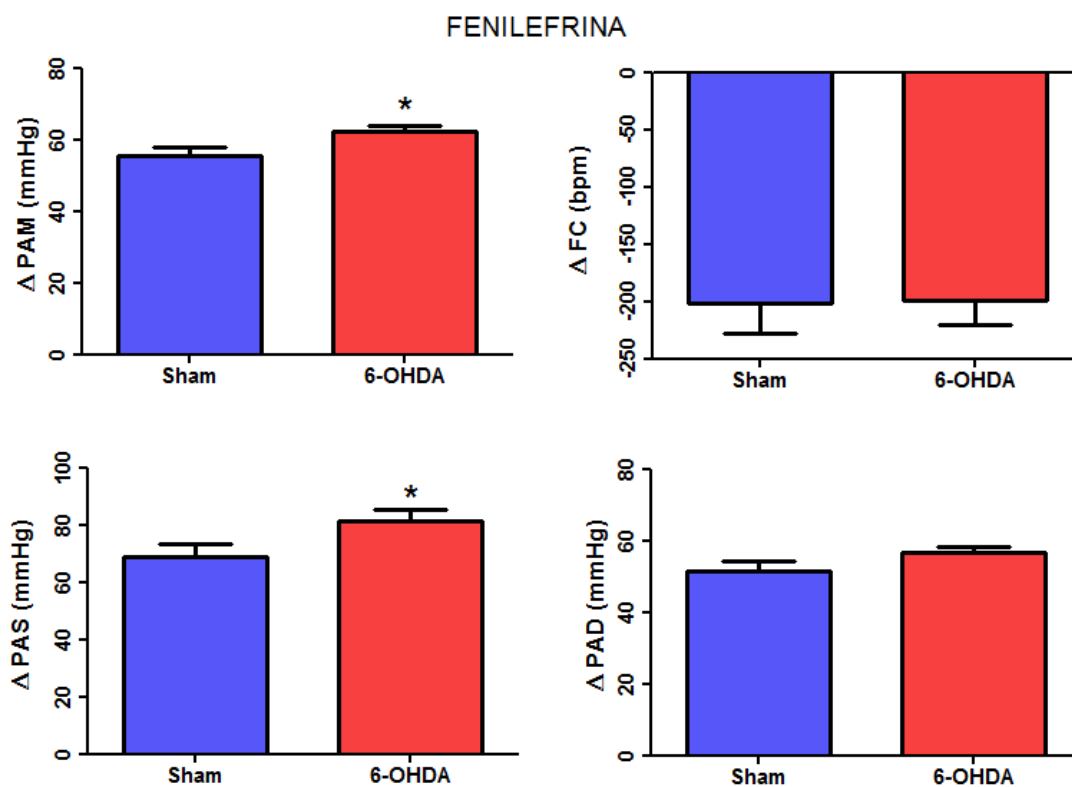 FENILEFRINA
Δ PAM (mmHg)
80
60
40
20
0
*
Sham 6-OHDA
Δ FC (bpm)
0
-50
-100
-150
-200
-250
Sham 6-OHDA
Δ PAS (mmHg)
100
80
60
40
20
0
*
Sham 6-OHDA
Δ PAD (mmHg)
80
60
40
20
0
Sham 6-OHDA